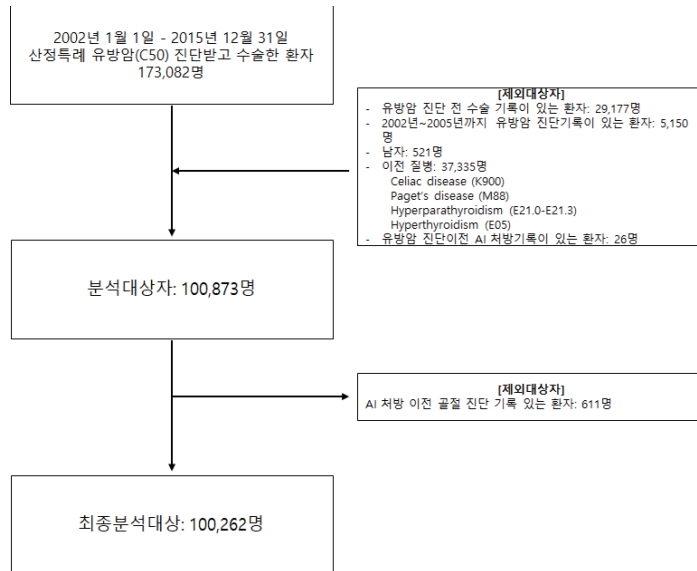 2002년 1월 1일 - 2015년 12월 31일
산정특례 유방암(C50) 진단받고 수술한 환자
173,082명
[제외대상자]
- 유방암 진단 전 수술 기록이 있는 환자: 29,177명
- 2002년~2005년까지 유방암 진단기록이 있는 환자: 5,150
명
- 남자: 521명
- 이전 질병: 37,335명
Celiac disease (K900)
Paget's disease (M88)
Hyperparathyroidism (E21.0-E21.3)
Hyperthyroidism (E05)
- 유방암 진단이전 AI 처방기록이 있는 환자: 26명
분석대상자: 100,873명
[제외대상자]
AI 처방 이전 골절 진단 기록 있는 환자: 611명
최종분석대상: 100,262명